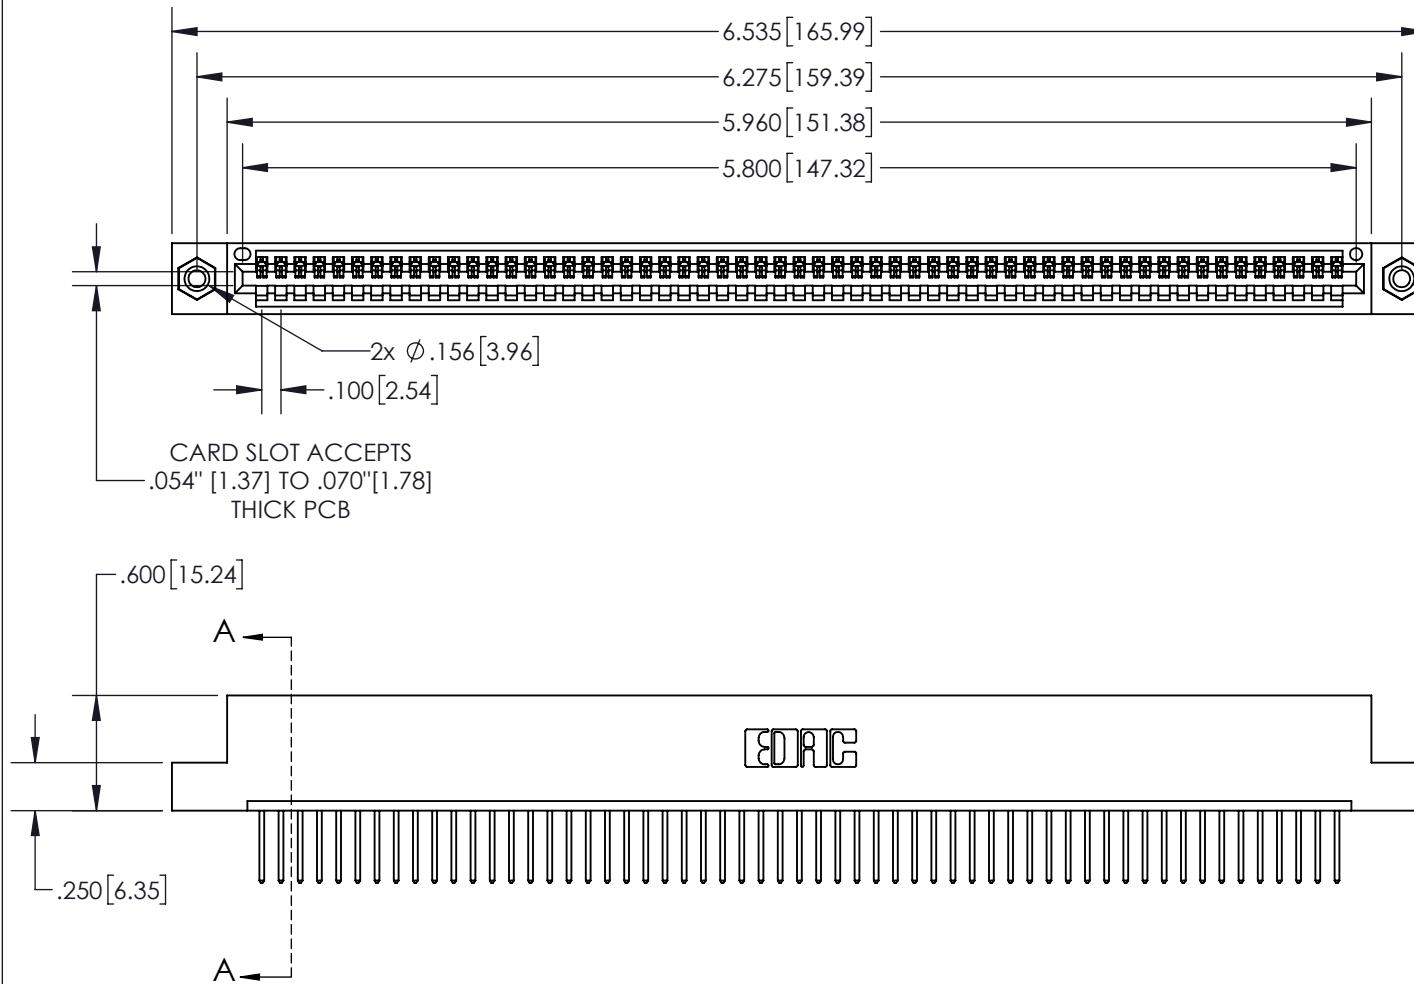 6.535[165.99]
6.275[159.39]
5.960[151.38]
5.800[147.32]
2x Ø.156[3.96]
.100[2.54]
CARD SLOT ACCEPTS
.054" [1.37] TO .070"[1.78]
THICK PCB
.600[15.24]
A
EDAC
.250[6.35]
A